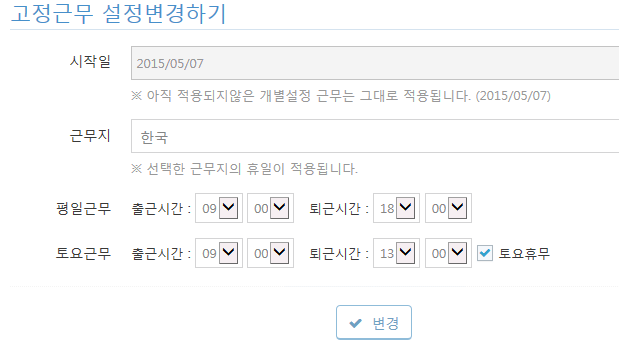 고정근무 설정변경하기
시작일 2015/05/07
※ 아직 적용되지않은 개별설정 근무는 그대로 적용됩니다. (2015/05/07)
근무지 한국
※ 선택한 근무지의 휴일이 적용됩니다.
평일근무 출근시간 : 09 00 퇴근시간 : 18 00
토요근무 출근시간 : 09 00 퇴근시간 : 13 00 토요휴무
변경